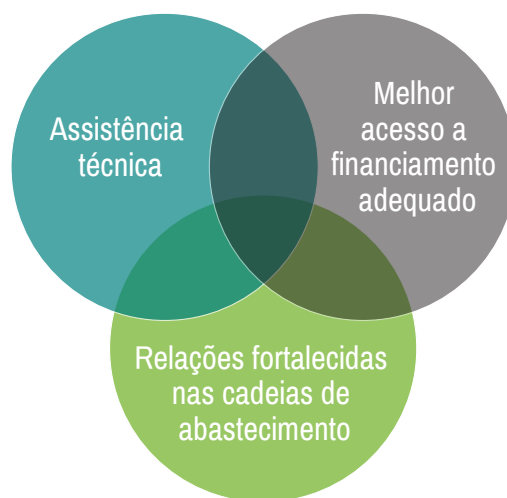 Assistência
técnica
Melhor
acesso a
financiamento
adequado
Relações fortalecidas
nas cadeias de
abastecimento